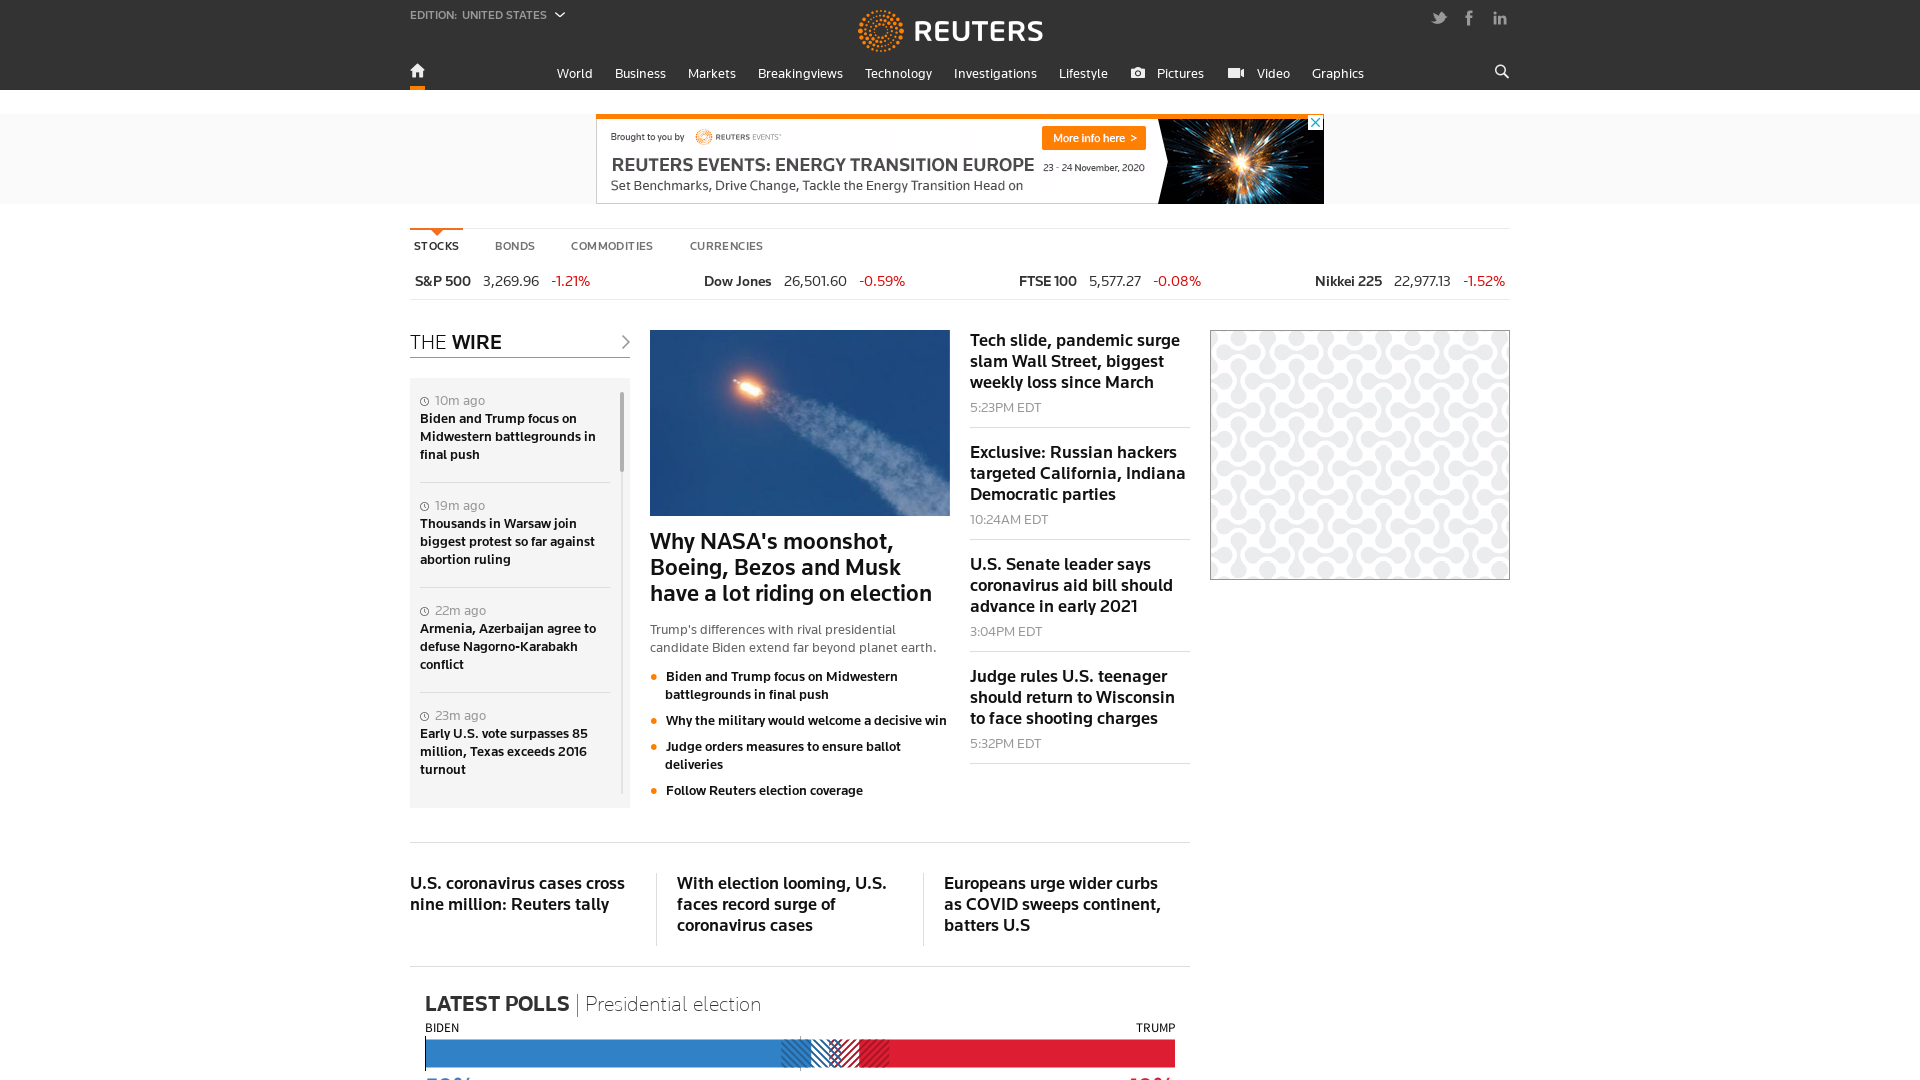 EDITION: UNITED STATES
REUTERS
World Business Markets Breakingviews Technology Investigations Lifestyle Pictures Video Graphics
Brought to you by REUTERS EVENTS
REUTERS EVENTS: ENERGY TRANSITION EUROPE
Set Benchmarks, Drive Change, Tackle the Energy Transition Head on
More info here >
23 - 24 November, 2020
STOCKS BONDS COMMODITIES CURRENCIES
S&P 500 3,269.96 -1.21% Dow Jones 26,501.60 -0.59% FTSE 100 5,577.27 -0.08% Nikkei 225 22,977.13 -1.52%
THE WIRE
10m ago
Biden and Trump focus on
Midwestern battlegrounds in
final push
19m ago
Thousands in Warsaw join
biggest protest so far against
abortion ruling
22m ago
Armenia, Azerbaijan agree to
defuse Nagorno-Karabakh
conflict
23m ago
Early U.S. vote surpasses 85
million, Texas exceeds 2016
turnout
Why NASA's moonshot,
Boeing, Bezos and Musk
have a lot riding on election
Trump's differences with rival presidential
candidate Biden extend far beyond planet earth.
Biden and Trump focus on Midwestern
battlegrounds in final push
Why the military would welcome a decisive win
Judge orders measures to ensure ballot
deliveries
Follow Reuters election coverage
Tech slide, pandemic surge
slam Wall Street, biggest
weekly loss since March
5:23PM EDT
Exclusive: Russian hackers
targeted California, Indiana
Democratic parties
10:24AM EDT
U.S. Senate leader says
coronavirus aid bill should
advance in early 2021
3:04PM EDT
Judge rules U.S. teenager
should return to Wisconsin
to face shooting charges
5:32PM EDT
U.S. coronavirus cases cross
nine million: Reuters tally
With election looming, U.S.
faces record surge of
coronavirus cases
Europeans urge wider curbs
as COVID sweeps continent,
batters U.S
LATEST POLLS | Presidential election
BIDEN TRUMP